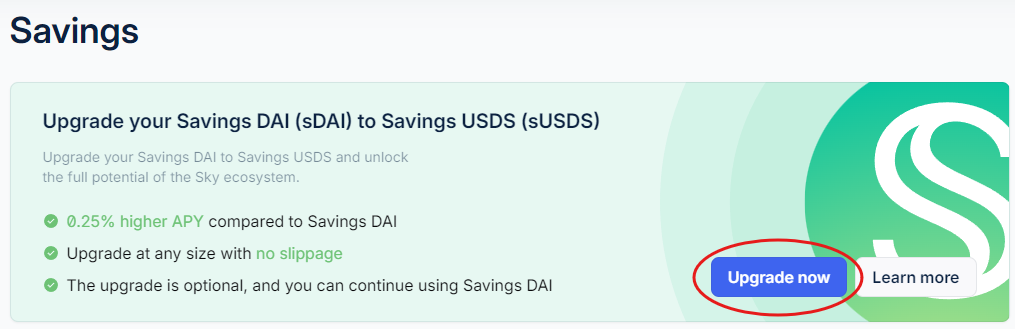 Savings
Upgrade your Savings DAI (sDAI) to Savings USDS (sUSDS)
Upgrade your Savings DAI to Savings USDS and unlock
the full potential of the Sky ecosystem.
0.25% higher APY compared to Savings DAI
Upgrade at any size with no slippage
The upgrade is optional, and you can continue using Savings DAI
Upgrade now
Learn more